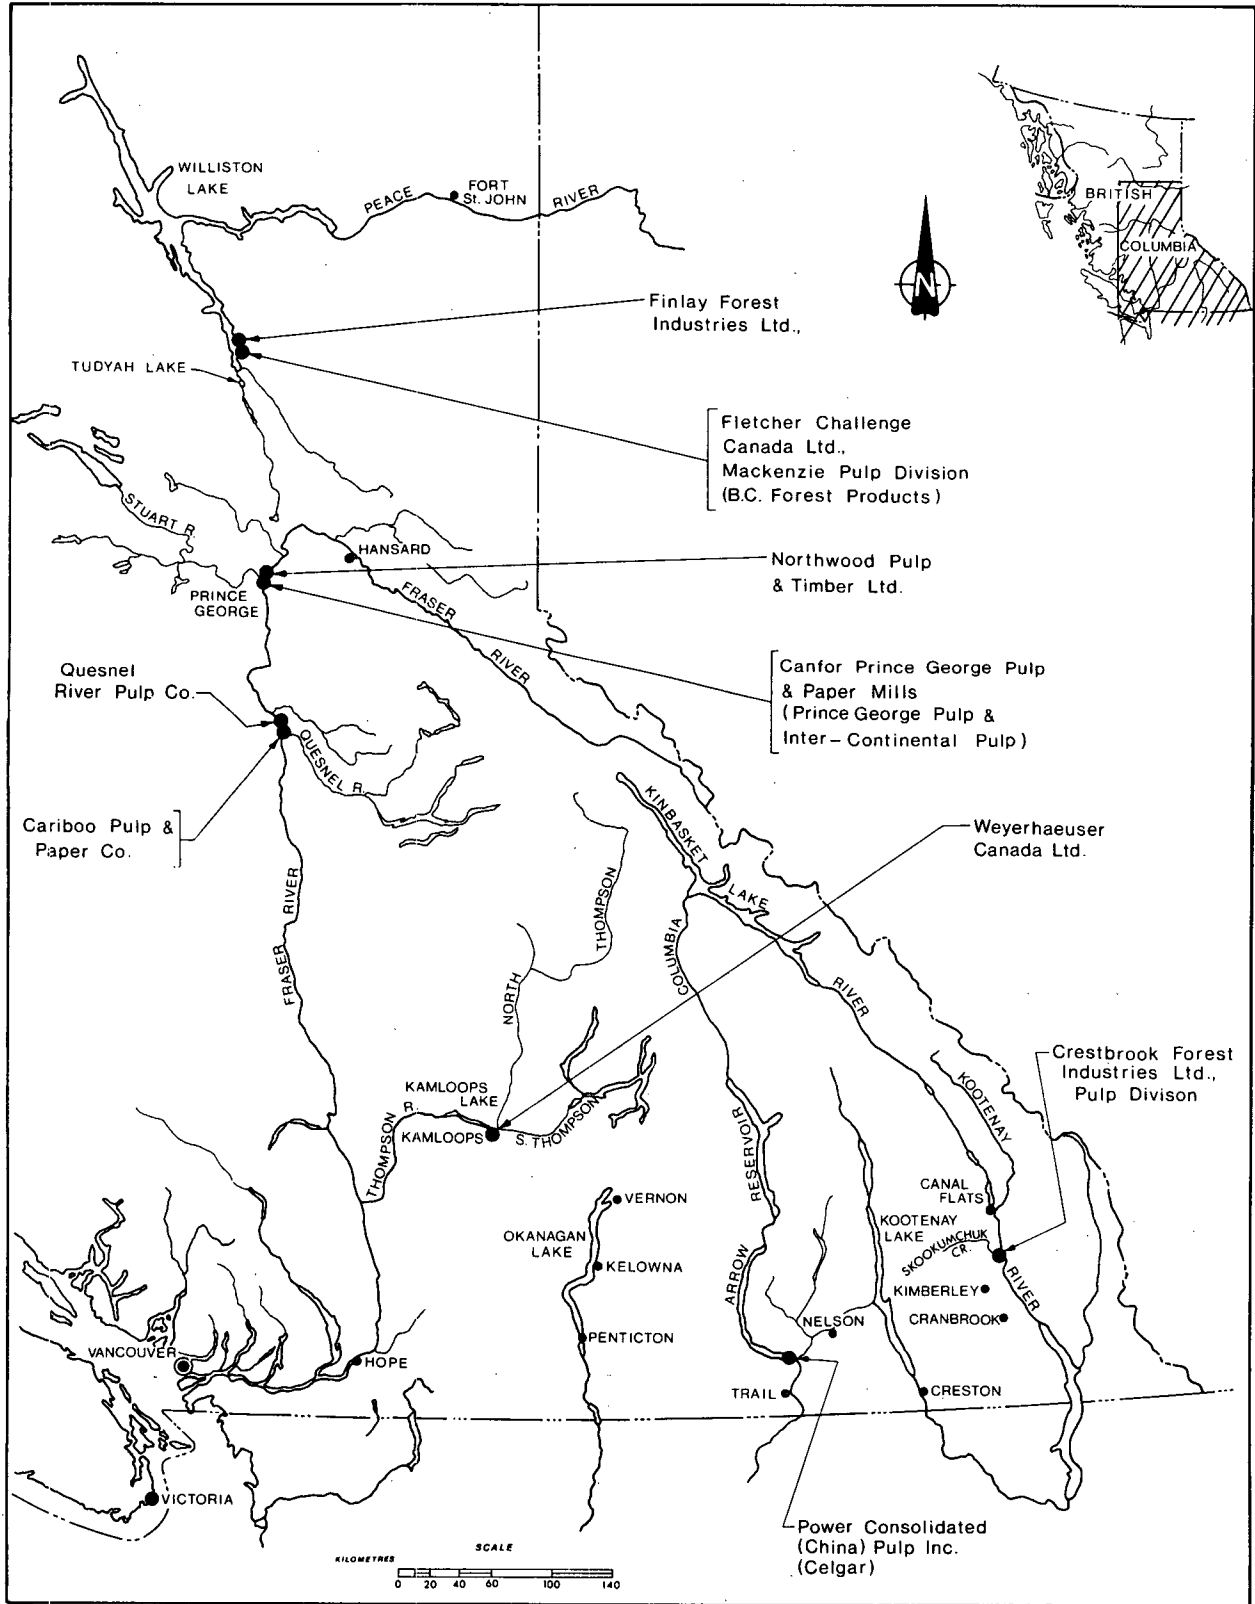 WILLISTON
LAKE
PEACE
FORT
St. JOHN
RIVER
BRITISH
COLUMBIA
N
Finlay Forest
Industries Ltd.,
TUDYAH LAKE
Fletcher Challenge
Canada Ltd.,
Mackenzie Pulp Division
(B.C. Forest Products)
STUART R.
HANSARD
Northwood Pulp
& Timber Ltd.
PRINCE
GEORGE
FRASER
RIVER
Quesnel
River Pulp Co.
Canfor Prince George Pulp
& Paper Mills
(Prince George Pulp &
Inter-Continental Pulp)
QUESNEL R.
KINBASKET
LAKE
Cariboo Pulp &
Paper Co.
Weyerhaeuser
Canada Ltd.
FRASER RIVER
NORTH
THOMPSON
COLUMBIA
RIVER
Crestbrook Forest
Industries Ltd.,
Pulp Divison
KAMLOOPS
LAKE
KAMLOOPS
THOMPSON R.
S. THOMPSON
RESERVOIR
KOOTENAY
CANAL
FLATS
VERNON
OKANAGAN
LAKE
KELOWNA
KOOTENAY
LAKE
SKOOKUMCHUK
CR.
RIVER
ARROW
KIMBERLEY
CRANBROOK
PENTICTON
NELSON
VANCOUVER
HOPE
TRAIL
CRESTON
VICTORIA
Power Consolidated
(China) Pulp Inc.
(Celgar)
SCALE
KILOMETRES
0 20 40 60 100 140